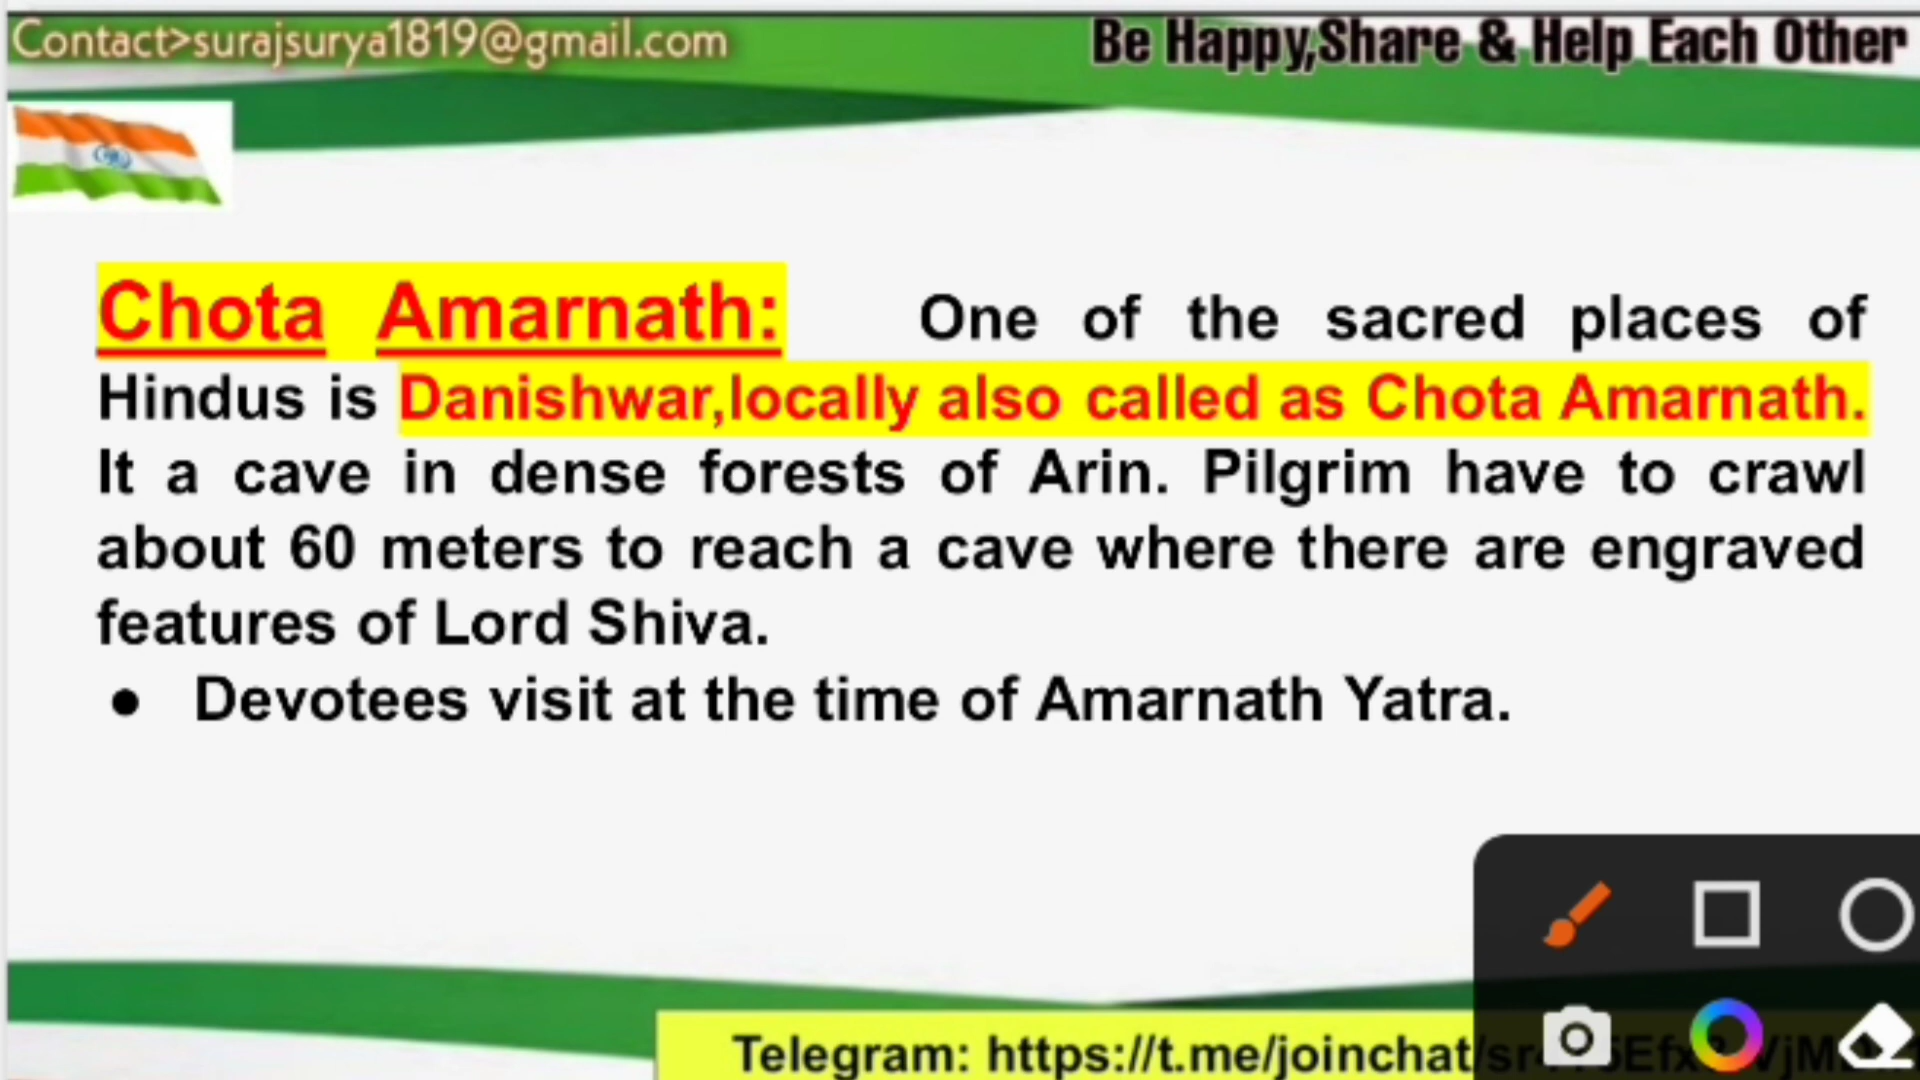 Contact>surajsurya1819@gmail.com
Be Happy,Share & Help Each Other
Chota Amarnath: One of the sacred places of
Hindus is Danishwar,locally also called as Chota Amarnath.
It a cave in dense forests of Arin. Pilgrim have to crawl
about 60 meters to reach a cave where there are engraved
features of Lord Shiva.
● Devotees visit at the time of Amarnath Yatra.
Telegram: https://t.me/joinchat/